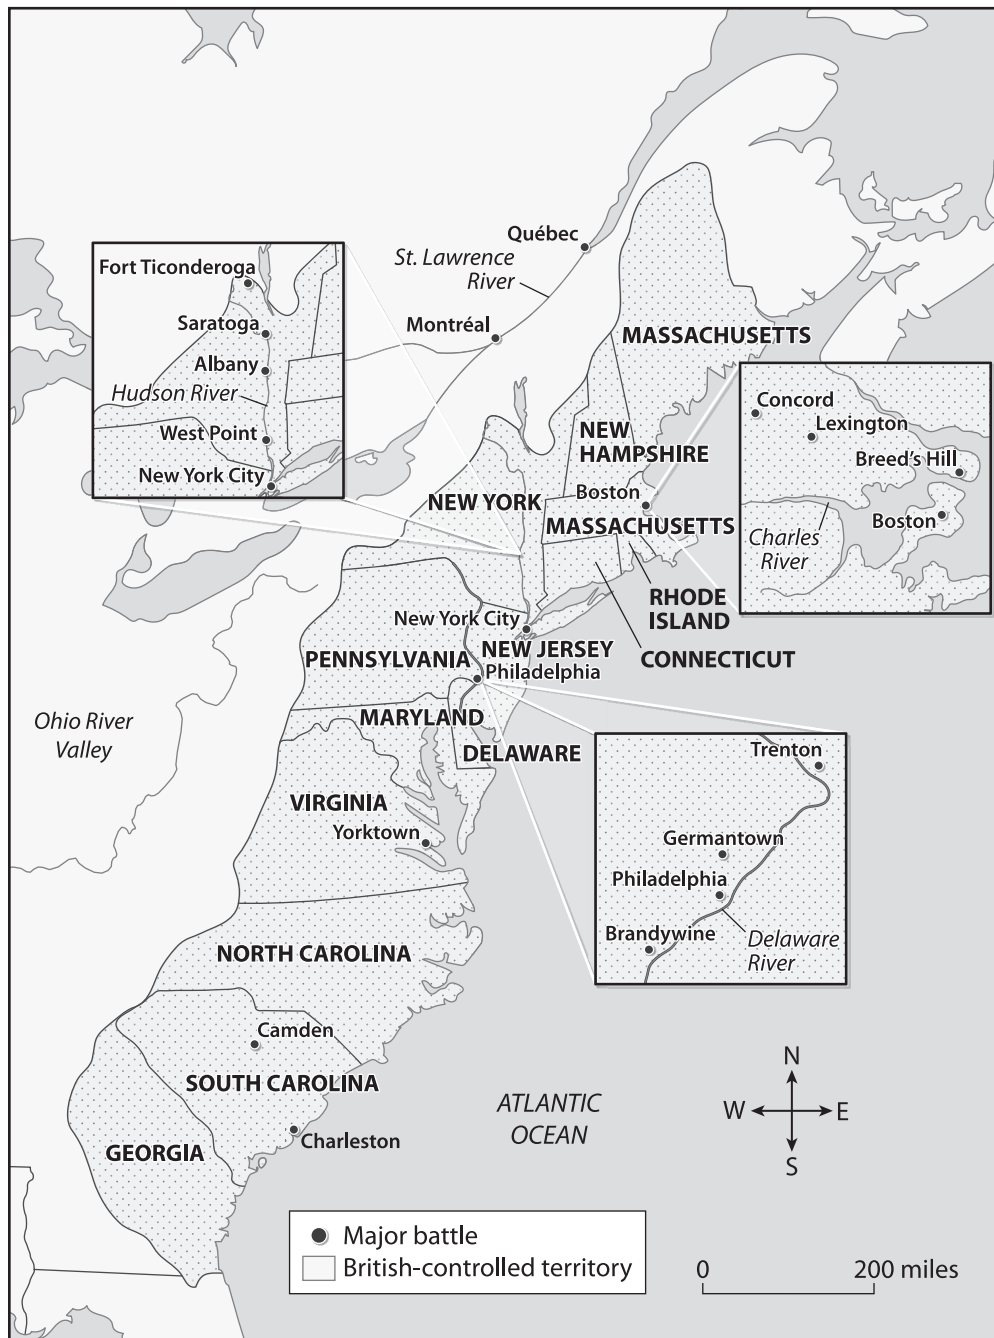 Québec
St. Lawrence
River
Montréal
Fort Ticonderoga
Saratoga
Albany
Hudson River
West Point
New York City
MASSACHUSETTS
Concord
Lexington
Breed's Hill
Boston
Charles
River
NEW
HAMPSHIRE
Boston
MASSACHUSETTS
NEW YORK
RHODE
ISLAND
CONNECTICUT
New York City
NEW JERSEY
PENNSYLVANIA
Philadelphia
Ohio River
Valley
MARYLAND
DELAWARE
Trenton
Germantown
Philadelphia
Brandywine
Delaware
River
VIRGINIA
Yorktown
NORTH CAROLINA
Camden
SOUTH CAROLINA
Charleston
GEORGIA
ATLANTIC
OCEAN
N
W E
S
Major battle
British-controlled territory
0 200 miles